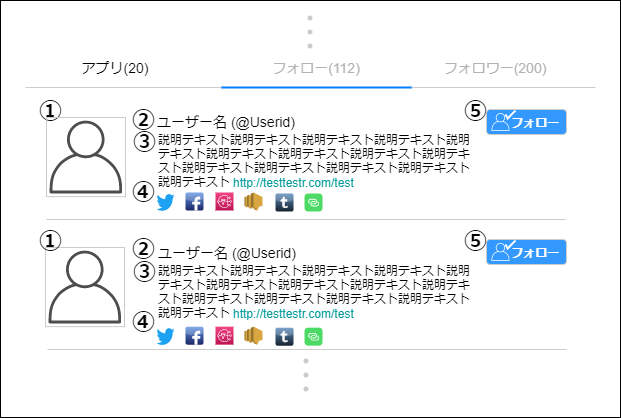 アプリ(20) フォロー(112) フォロワー(200)
① ② ユーザー名 (@Userid) ⑤ フォロー
③ 説明テキスト説明テキスト説明テキスト説明テキスト説明
テキスト説明テキスト説明テキスト説明テキスト説明テキ
スト説明テキスト説明テキスト説明テキスト説明テキスト
説明テキスト http://testtestr.com/test
④ f t
① ② ユーザー名 (@Userid) ⑤ フォロー
③ 説明テキスト説明テキスト説明テキスト説明テキスト説明
テキスト説明テキスト説明テキスト説明テキスト説明テキ
スト説明テキスト説明テキスト説明テキスト説明テキスト
説明テキスト http://testtestr.com/test
④ f t